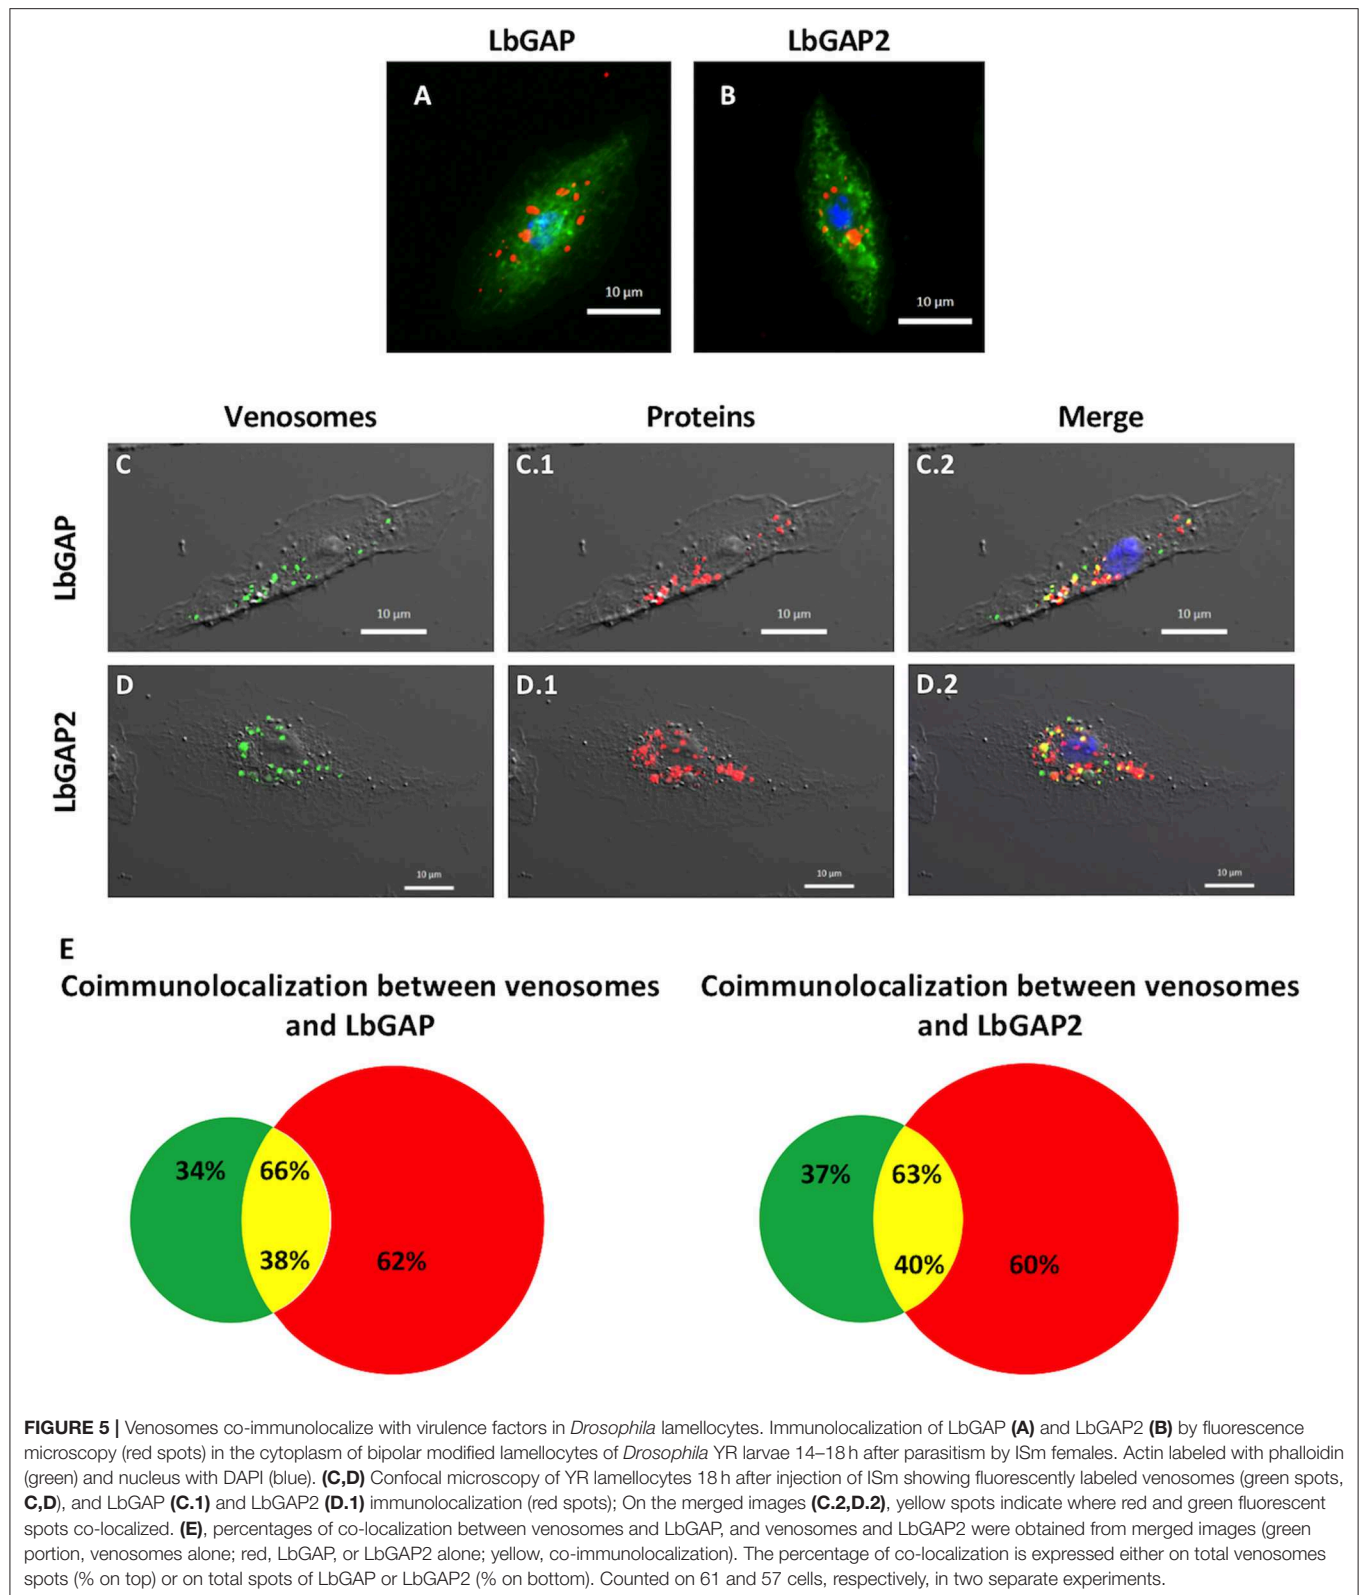 LbGAP
LbGAP2
A
B
10 µm
10 µm
Venosomes
Proteins
Merge
LbGAP
C
C.1
C.2
10 µm
10 µm
10 µm
LbGAP2
D
D.1
D.2
10 µm
10 µm
10 µm
E
Coimmunolocalization between venosomes
and LbGAP
Coimmunolocalization between venosomes
and LbGAP2
34%
66%
38%
62%
37%
63%
40%
60%
FIGURE 5 | Venosomes co-immunolocalize with virulence factors in Drosophila lamellocytes. Immunolocalization of LbGAP (A) and LbGAP2 (B) by fluorescence
microscopy (red spots) in the cytoplasm of bipolar modified lamellocytes of Drosophila YR larvae 14–18 h after parasitism by ISm females. Actin labeled with phalloidin
(green) and nucleus with DAPI (blue). (C,D) Confocal microscopy of YR lamellocytes 18 h after injection of ISm showing fluorescently labeled venosomes (green spots,
C,D), and LbGAP (C.1) and LbGAP2 (D.1) immunolocalization (red spots); On the merged images (C.2,D.2), yellow spots indicate where red and green fluorescent
spots co-localized. (E), percentages of co-localization between venosomes and LbGAP, and venosomes and LbGAP2 were obtained from merged images (green
portion, venosomes alone; red, LbGAP, or LbGAP2 alone; yellow, co-immunolocalization). The percentage of co-localization is expressed either on total venosomes
spots (% on top) or on total spots of LbGAP or LbGAP2 (% on bottom). Counted on 61 and 57 cells, respectively, in two separate experiments.